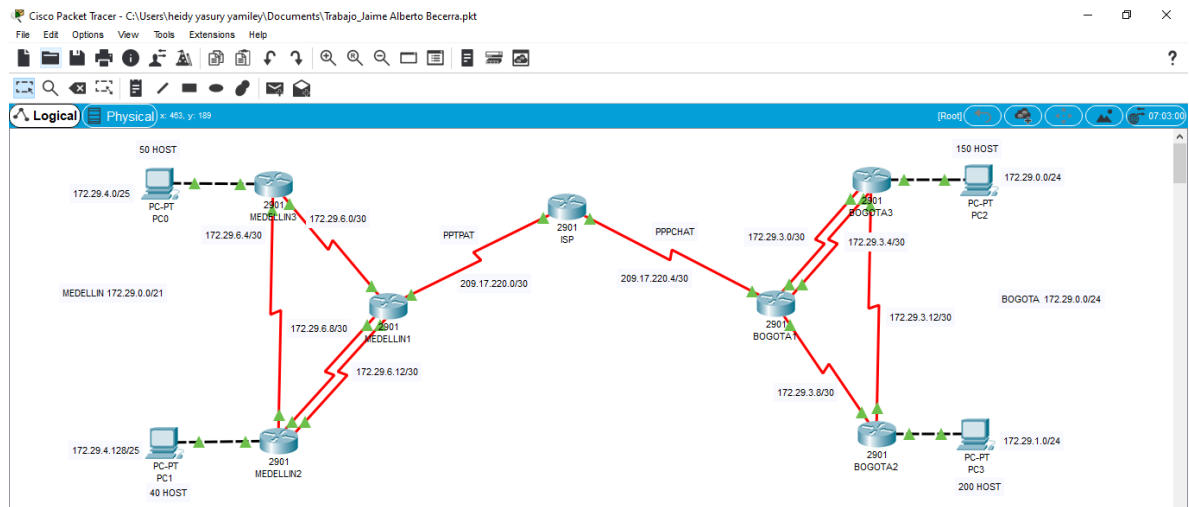 Cisco Packet Tracer - C:\Users\heidy yasury yamiley\Documents\Trabajo_Jaime Alberto Becerra.pkt
File Edit Options View Tools Extensions Help
?
Logical Physical x: 463, y: 189 [Root] 07:03:00
50 HOST
150 HOST
172.29.4.0/25
PC-PT
PC0
2901
MEDELLIN3
172.29.6.0/30
172.29.6.4/30
PPTPAT
2901
ISP
PPPCHAT
209.17.220.0/30
209.17.220.4/30
2901
BOGOTA3
172.29.0.0/24
PC-PT
PC2
172.29.3.0/30
172.29.3.4/30
MEDELLIN 172.29.0.0/21
BOGOTA 172.29.0.0/24
172.29.6.8/30
2901
MEDELLIN1
172.29.6.12/30
2901
BOGOTA1
172.29.3.12/30
172.29.3.8/30
172.29.4.128/25
PC-PT
PC1
40 HOST
2901
MEDELLIN2
2901
BOGOTA2
172.29.1.0/24
PC-PT
PC3
200 HOST